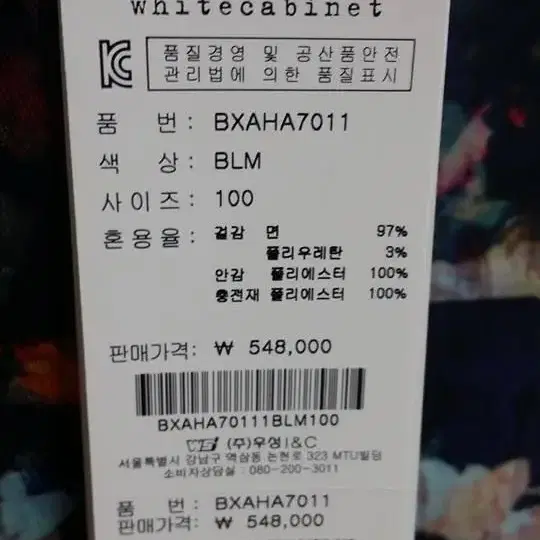 whitecabinet
품질경영 및 공산품안전
관리법에 의한 품질표시
품 번 : BXAHA7011
색 상 : BLM
사이즈 : 100
혼용율 : 겉감 면 97%
폴리우레탄 3%
안감 폴리에스터 100%
충전재 폴리에스터 100%
판매가격: ₩ 548,000
BXAHA70111BLM100
(주)우성I&C
서울특별시 강남구 역삼동 논현로 323 MTU빌딩
소비자상담실 : 080-200-3011
품 번 : BXAHA7011
판매가격: ₩ 548,000